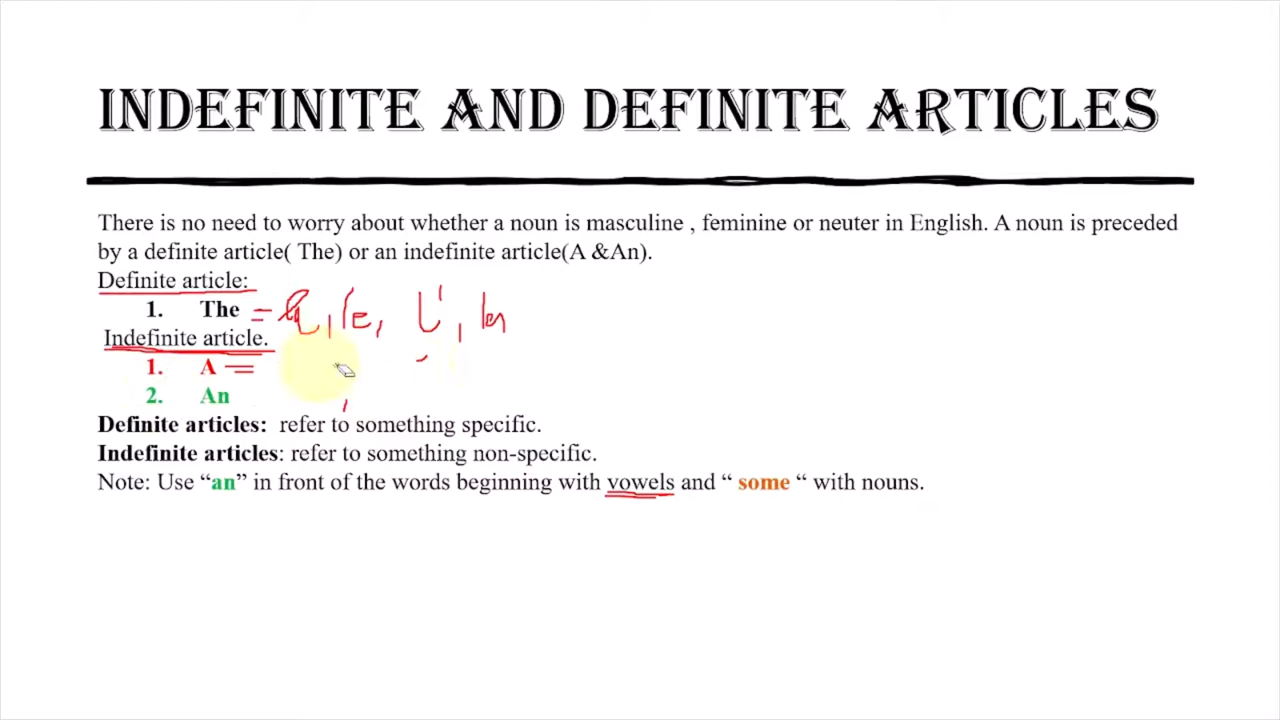 INDEFINITE AND DEFINITE ARTICLES
There is no need to worry about whether a noun is masculine , feminine or neuter in English. A noun is preceded
by a definite article( The) or an indefinite article(A &An).
Definite article:
1. The = la, le, l', les
Indefinite article.
1. A =
2. An
Definite articles: refer to something specific.
Indefinite articles: refer to something non-specific.
Note: Use “an” in front of the words beginning with vowels and “ some “ with nouns.